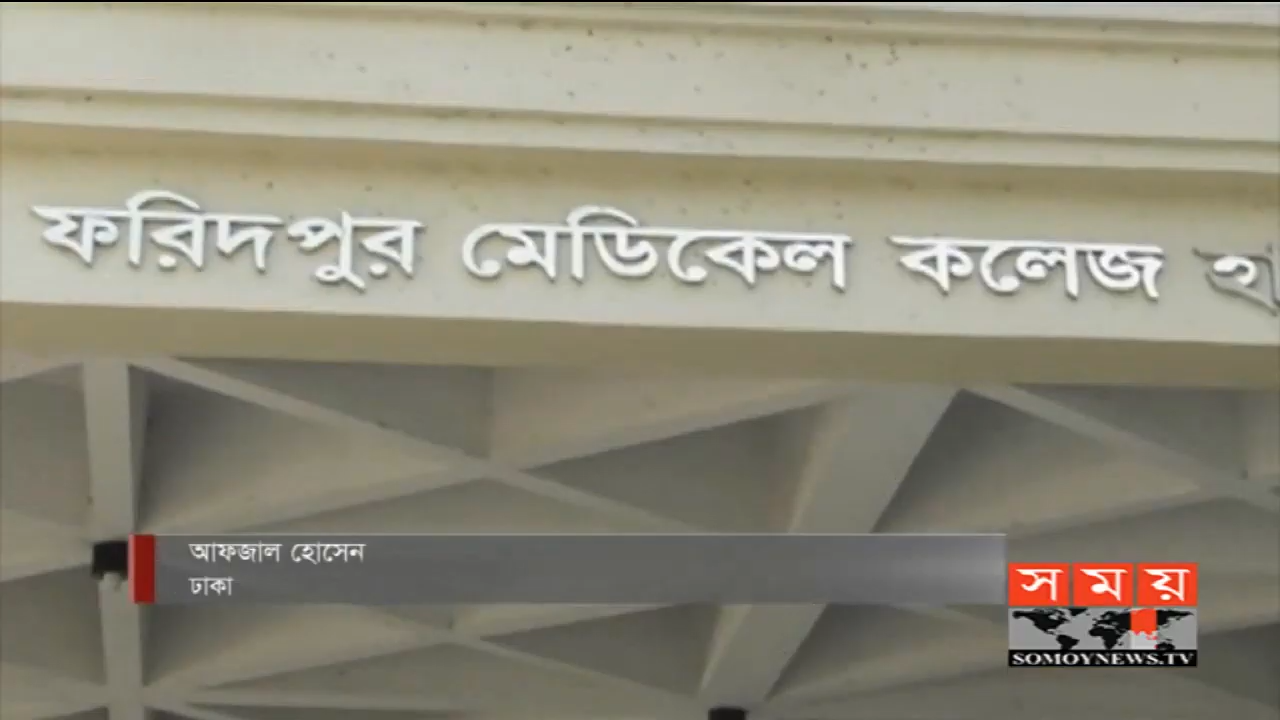 ফরিদপুর মেডিকেল কলেজ হা
আফজাল হোসেন
ঢাকা
সময়
SOMOYNEWS.TV